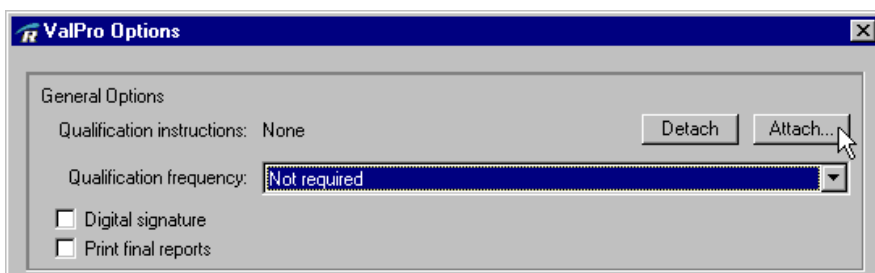 ValPro Options
General Options
Qualification instructions: None Detach Attach...
Qualification frequency: Not required
Digital signature
Print final reports